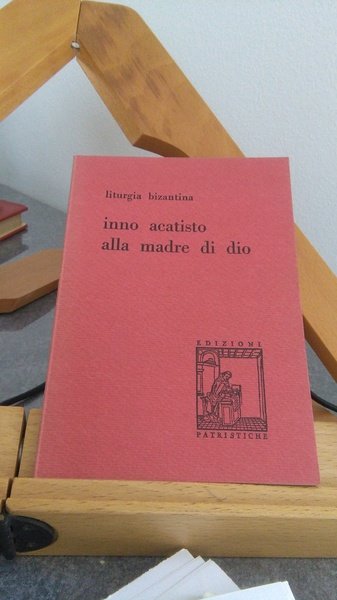 liturgia bizantina
inno acatisto
alla madre di dio
EDIZIONI
PATRISTICHE